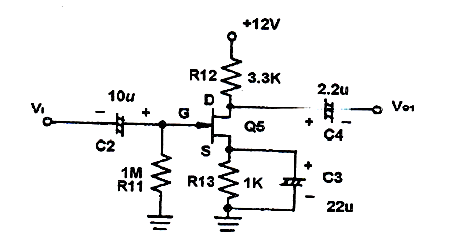 +12V
R12 3.3K
10u
2.2u
VI
- +
G
D
Q5
+ -
VO1
C2
C4
S
1M
R11
R13
1K
+
C3
-
22u